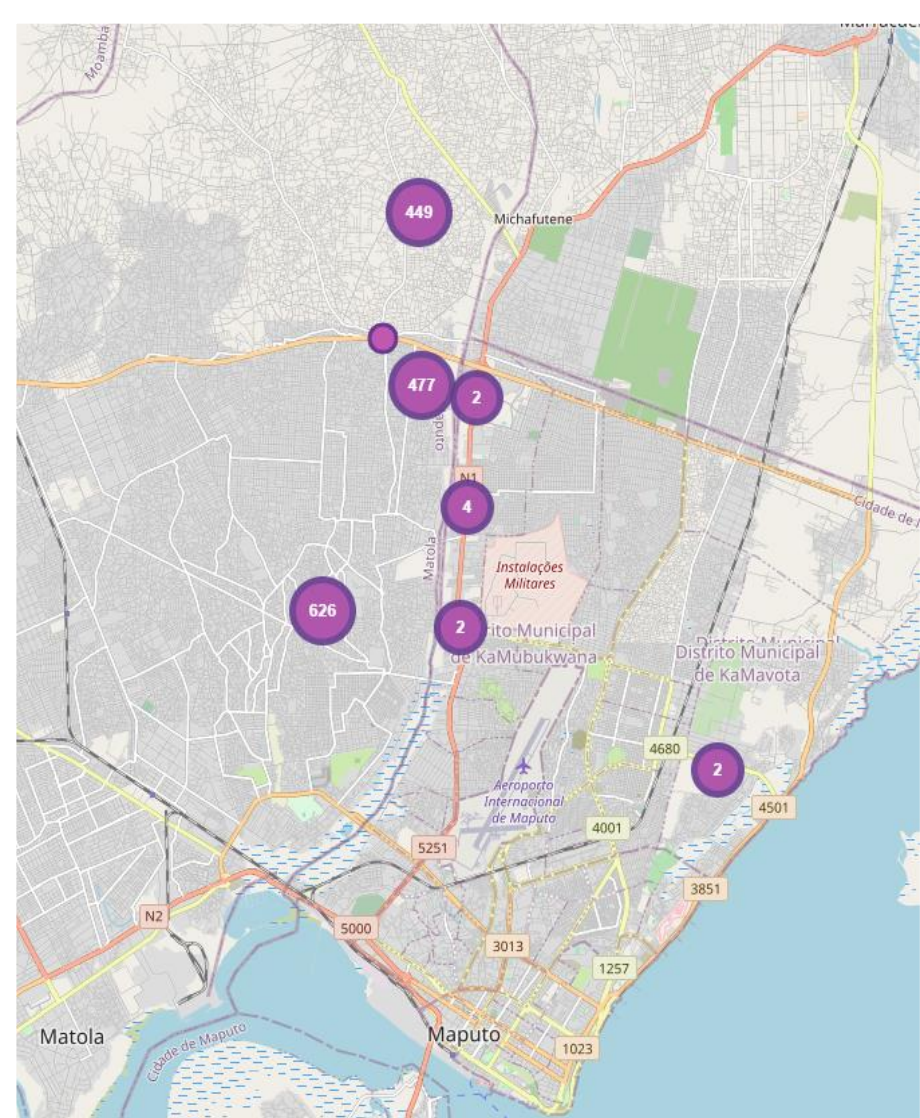 Moamba
449
Michafutene
477
2
N1
4
Matola
Cidade de
Instalações
Militares
626
2
Distrito Municipal
de KaMubukwana
Distrito Municipal
de KaMavota
4680
2
Aeroporto
Internacional
de Maputo
4501
4001
5251
3851
N2
5000
3013
1257
Matola
Cidade de Maputo
Maputo
1023